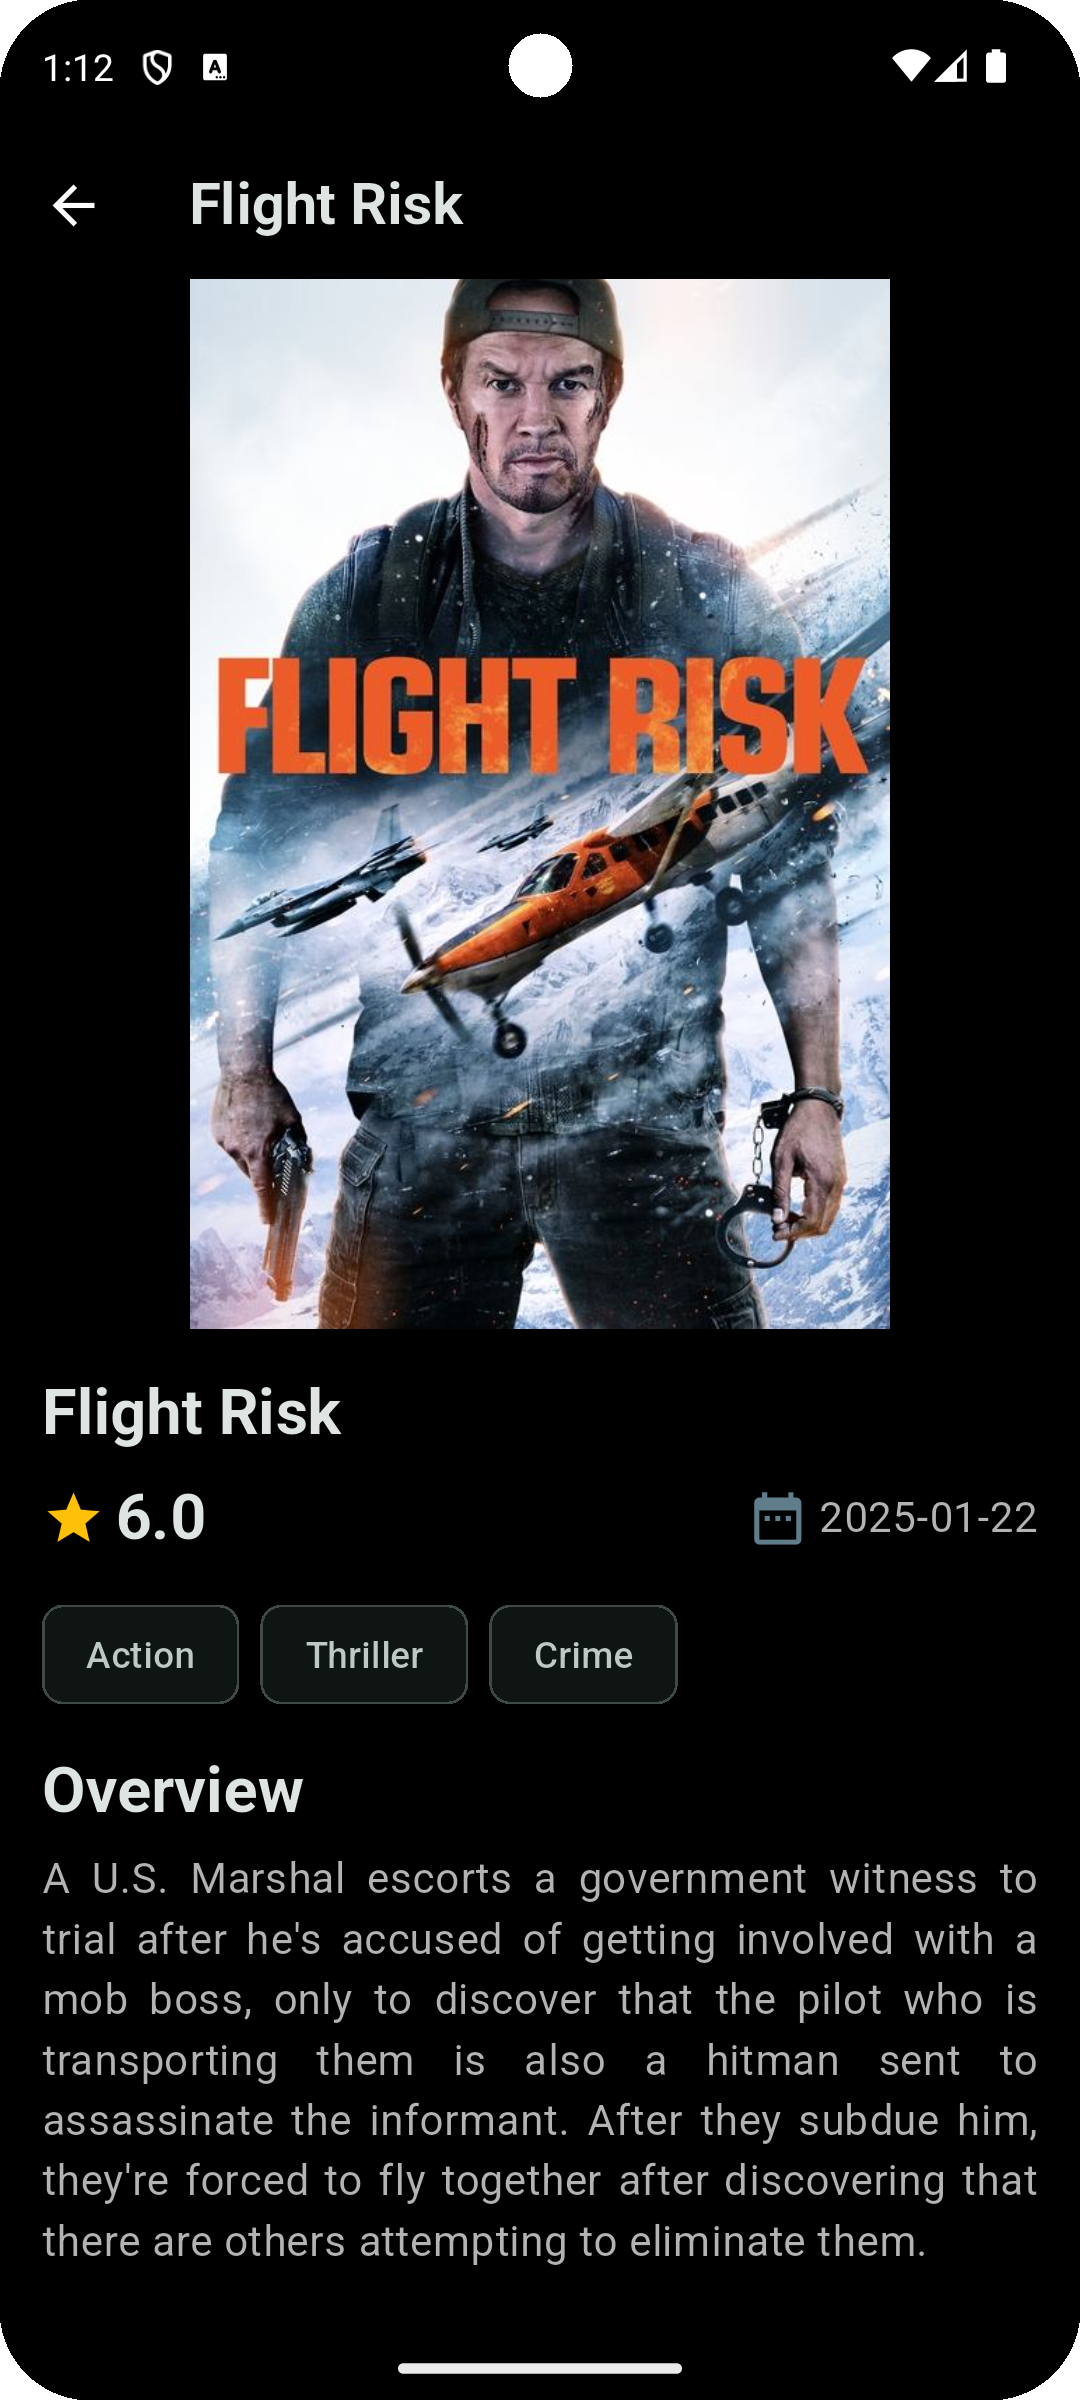 1:12
Flight Risk
FLIGHT RISK
Flight Risk
6.0
2025-01-22
Action
Thriller
Crime
Overview
A U.S. Marshal escorts a government witness to
trial after he's accused of getting involved with a
mob boss, only to discover that the pilot who is
transporting them is also a hitman sent to
assassinate the informant. After they subdue him,
they're forced to fly together after discovering that
there are others attempting to eliminate them.